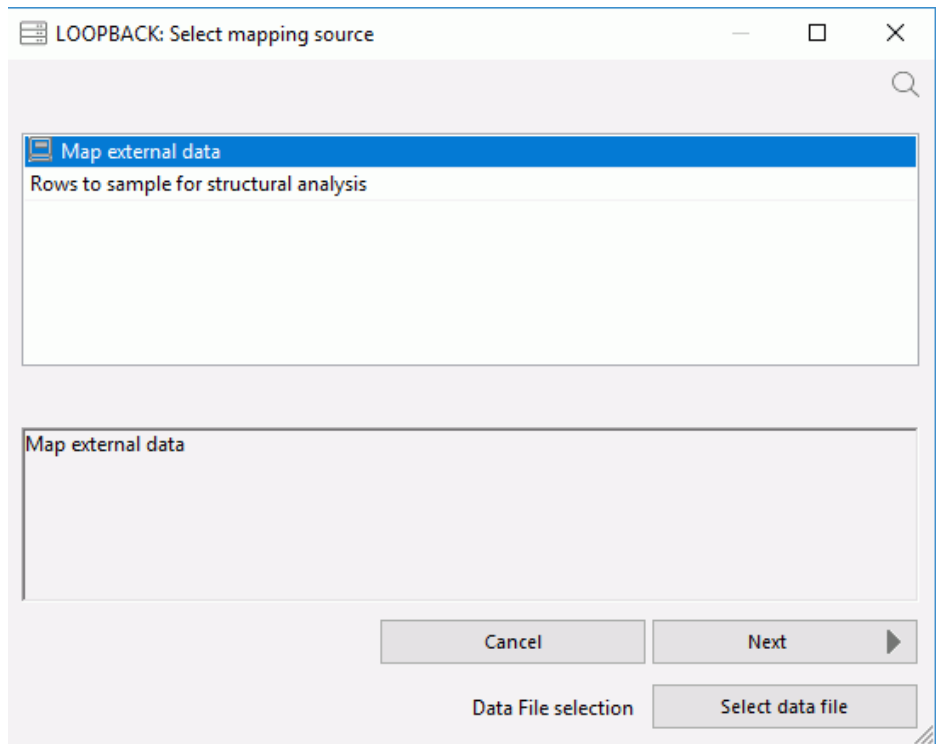 LOOPBACK: Select mapping source
Map external data
Rows to sample for structural analysis
Map external data
Cancel
Next
Data File selection
Select data file